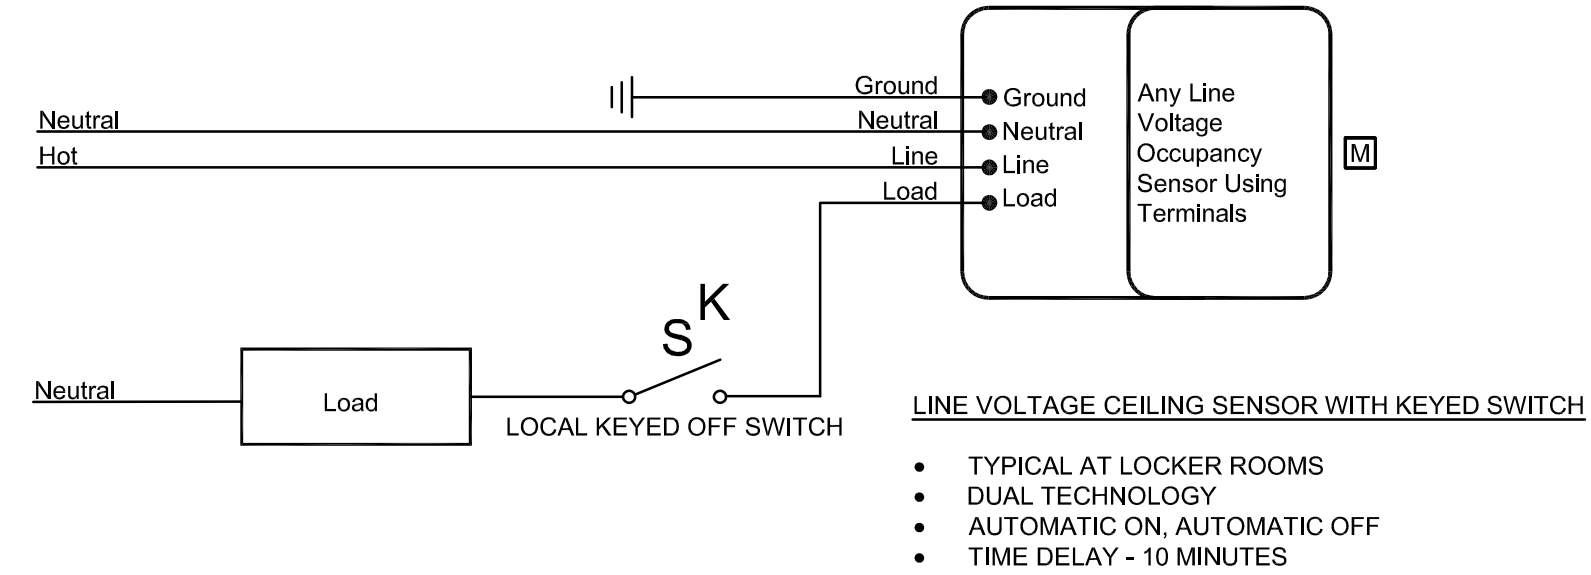 Ground
Ground
Neutral
Neutral
Neutral
Hot
Line
Line
Load
Load
Any Line
Voltage
Occupancy
Sensor Using
Terminals
M
S K
Neutral
Load
LOCAL KEYED OFF SWITCH
LINE VOLTAGE CEILING SENSOR WITH KEYED SWITCH
• TYPICAL AT LOCKER ROOMS
• DUAL TECHNOLOGY
• AUTOMATIC ON, AUTOMATIC OFF
• TIME DELAY - 10 MINUTES